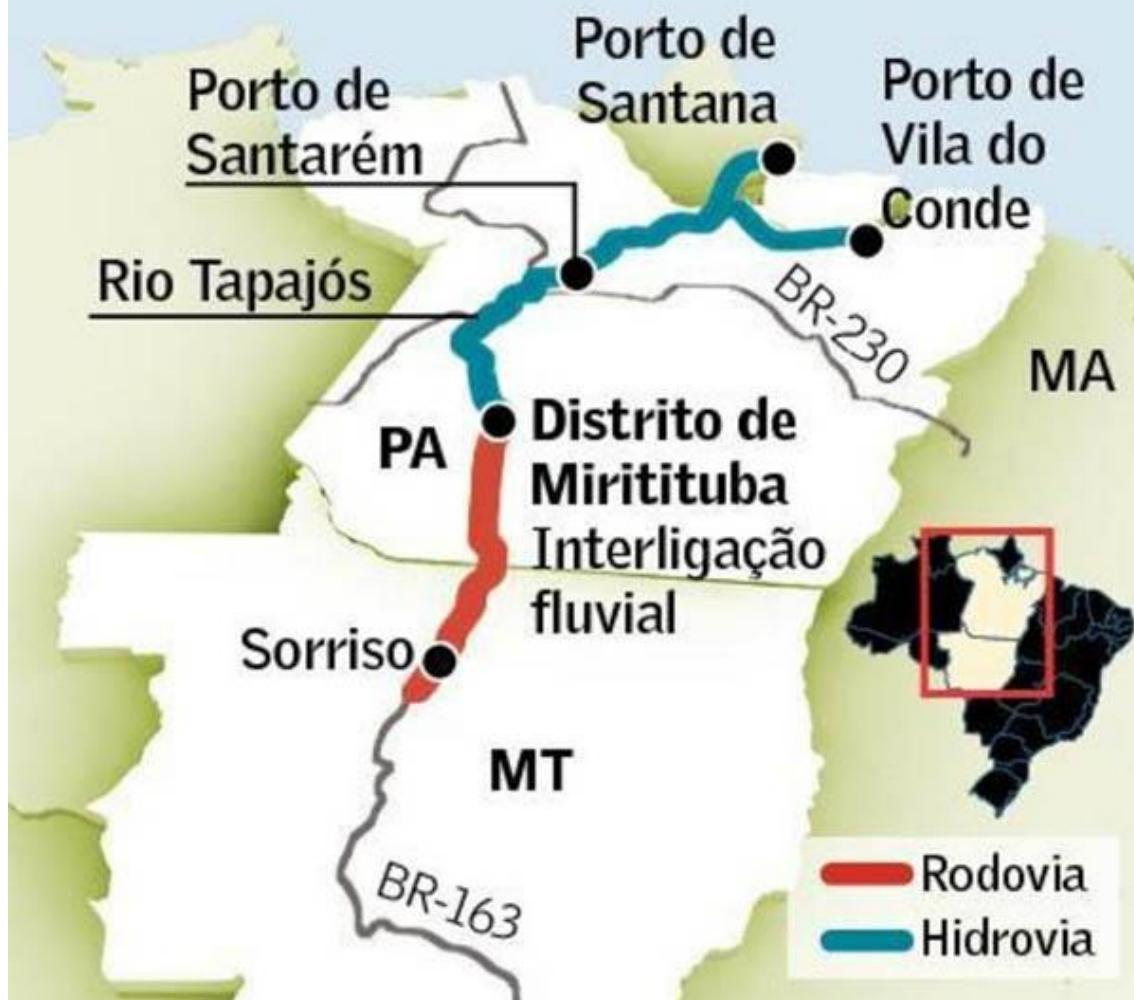 Porto de
Santana
Porto de
Santarém
Porto de
Vila do
Conde
Rio Tapajós
BR-230
MA
PA
Distrito de
Miritituba
Interligação
fluvial
Sorriso
MT
BR-163
Rodovia
Hidrovia